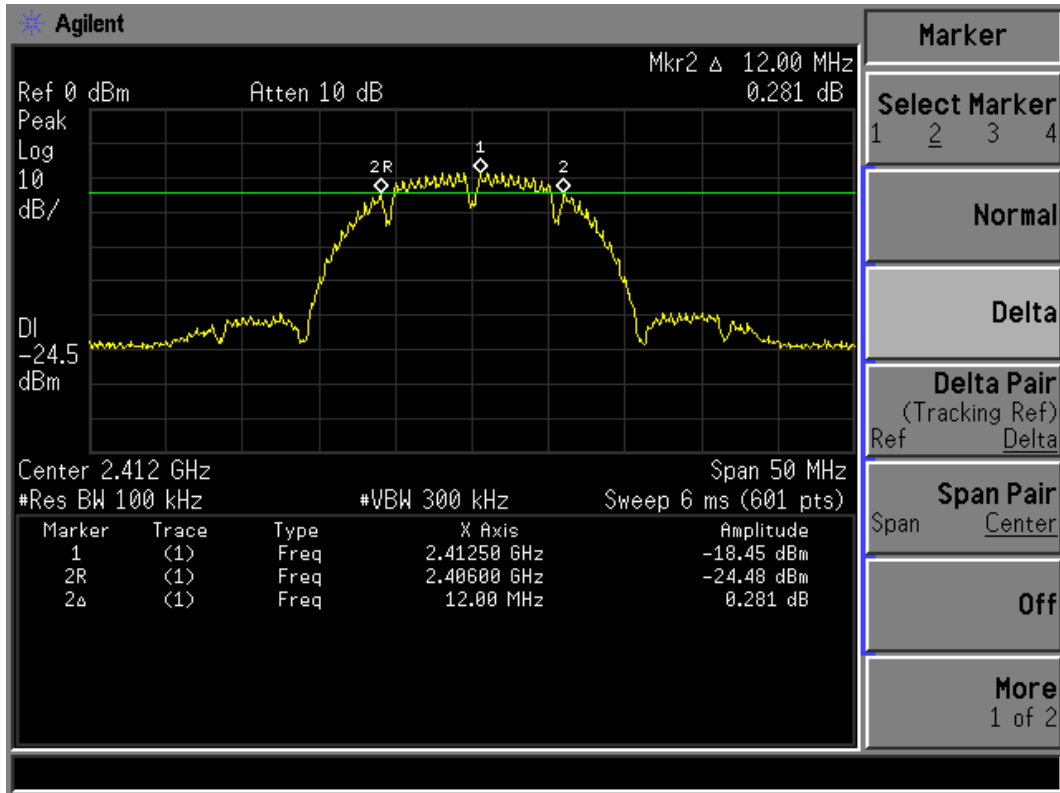 Agilent
Mkr2 Δ 12.00 MHz
Ref 0 dBm Atten 10 dB 0.281 dB
Peak
Log
10
dB/
1
2R
2
DI
-24.5
dBm
Center 2.412 GHz Span 50 MHz
#Res BW 100 kHz #VBW 300 kHz Sweep 6 ms (601 pts)
Marker Trace Type X Axis Amplitude
1 (1) Freq 2.41250 GHz -18.45 dBm
2R (1) Freq 2.40600 GHz -24.48 dBm
2Δ (1) Freq 12.00 MHz 0.281 dB
Marker
Select Marker
1 2 3 4
Normal
Delta
Delta Pair
(Tracking Ref)
Ref Delta
Span Pair
Span Center
Off
More
1 of 2